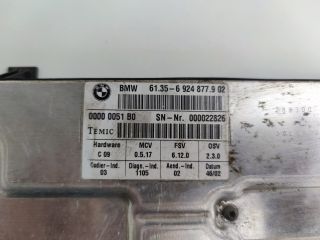 BMW 61.35-6 924 877.9 02
0000 0051 B0 SN-Nr. 000022826
TEMIC
Hardware MCV FSV OSV
C 09 0.5.17 6.12.0 2.3.0
Codier-Ind. Diagn.-Ind. Aend.-Ind. Datum
03 1105 02 46/02